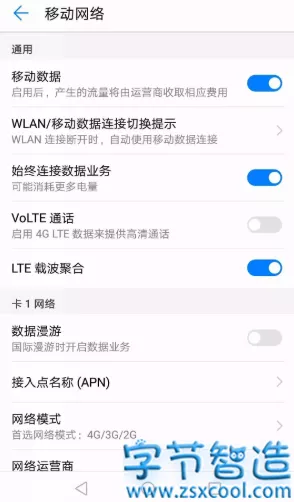 移动网络
通用
移动数据
启用后，产生的流量将由运营商收取相应费用
WLAN/移动数据连接切换提示
WLAN 连接断开时，自动使用移动数据连接
始终连接数据业务
可能消耗更多电量
VoLTE 通话
启用 4G LTE 数据来提供高清通话
LTE 载波聚合
卡 1 网络
数据漫游
国际漫游时开启数据业务
接入点名称 (APN)
网络模式
首选网络模式：4G/3G/2G
网络运营商
字节智造
www.zsxcool.com